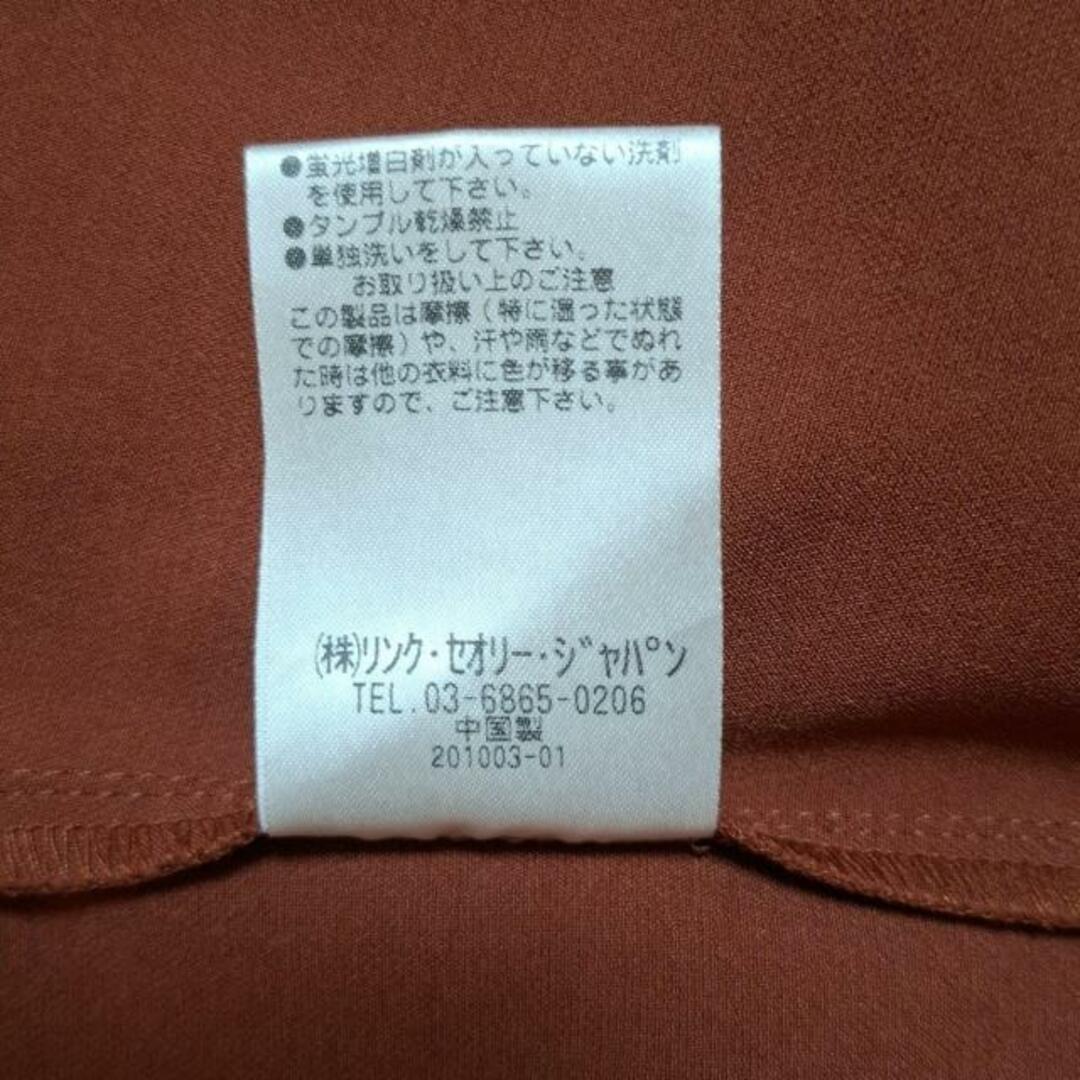 ●蛍光増白剤が入っていない洗剤
を使用して下さい。
●タンブル乾燥禁止
●単独洗いをして下さい。
お取り扱い上のご注意
この製品は摩擦(特に湿った状態
での摩擦)や、汗や雨などでぬれ
た時は他の衣料に色が移る事があ
りますので、ご注意下さい。
㈱リンク・セオリー・ジャパン
TEL.03-6865-0206
中国製
201003-01